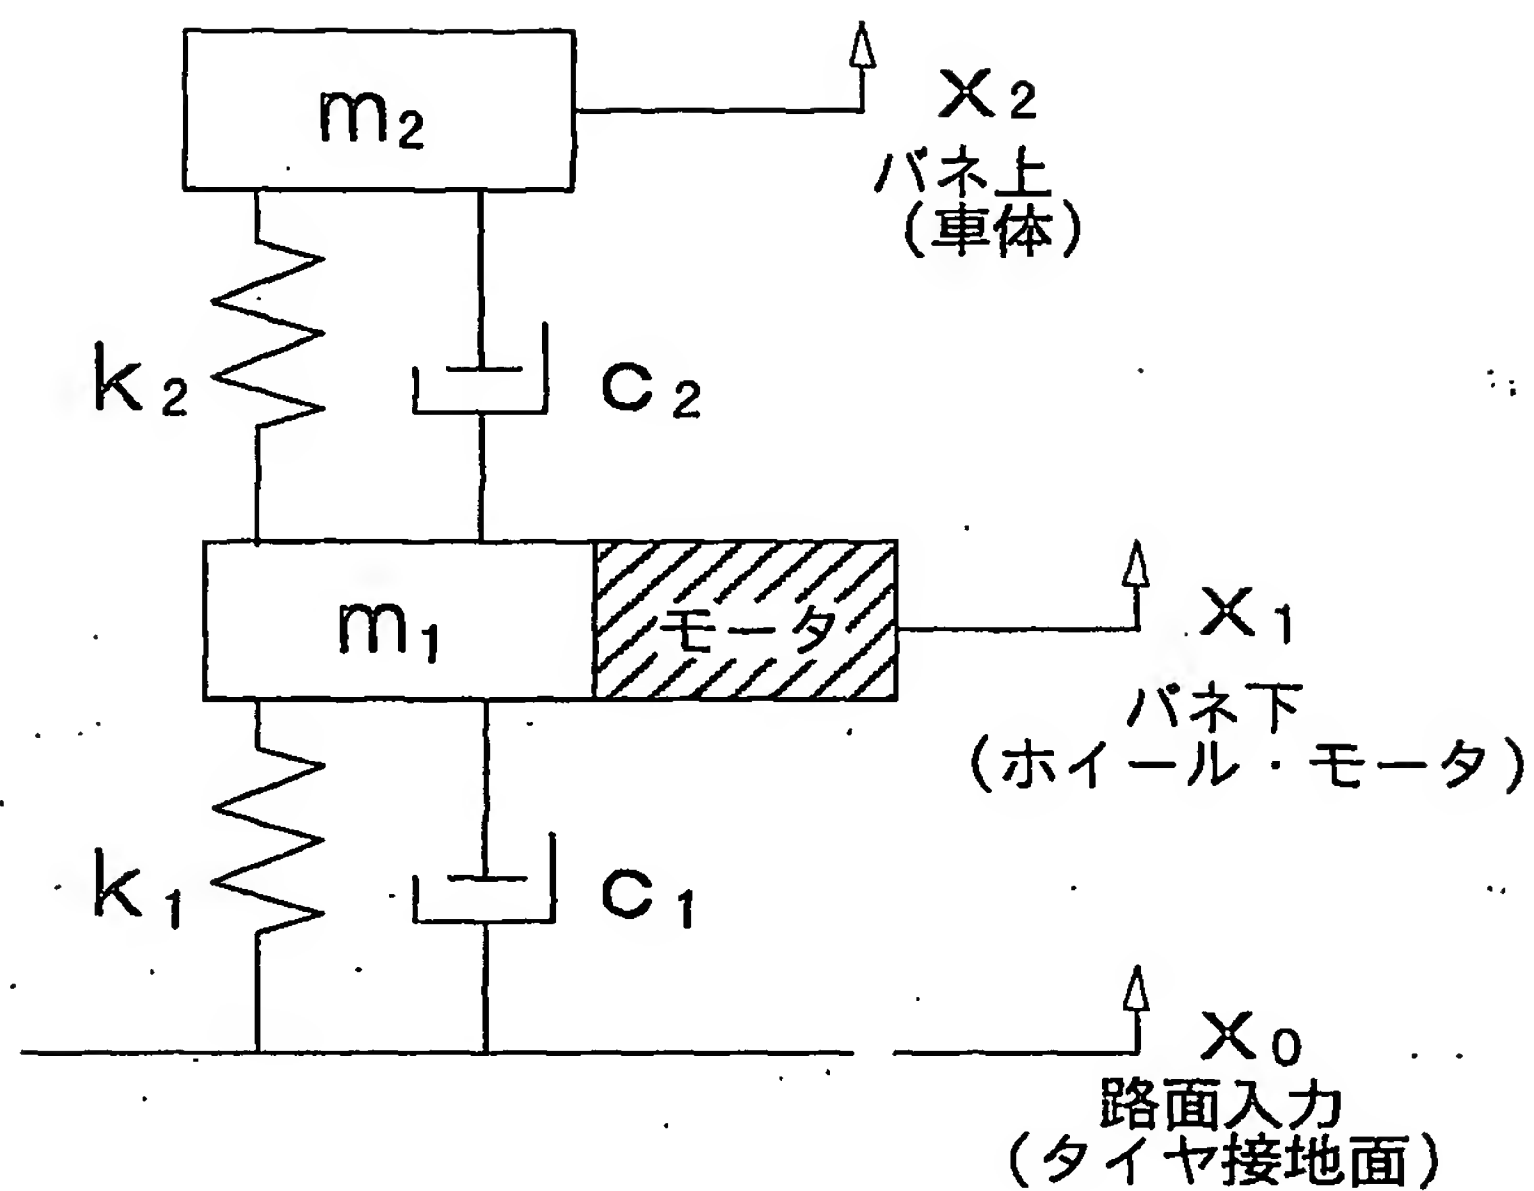 m2
x2
バネ上
(車体)
k2
c2
m1
モータ
x1
バネ下
(ホイール・モータ)
k1
c1
x0
路面入力
(タイヤ接地面)